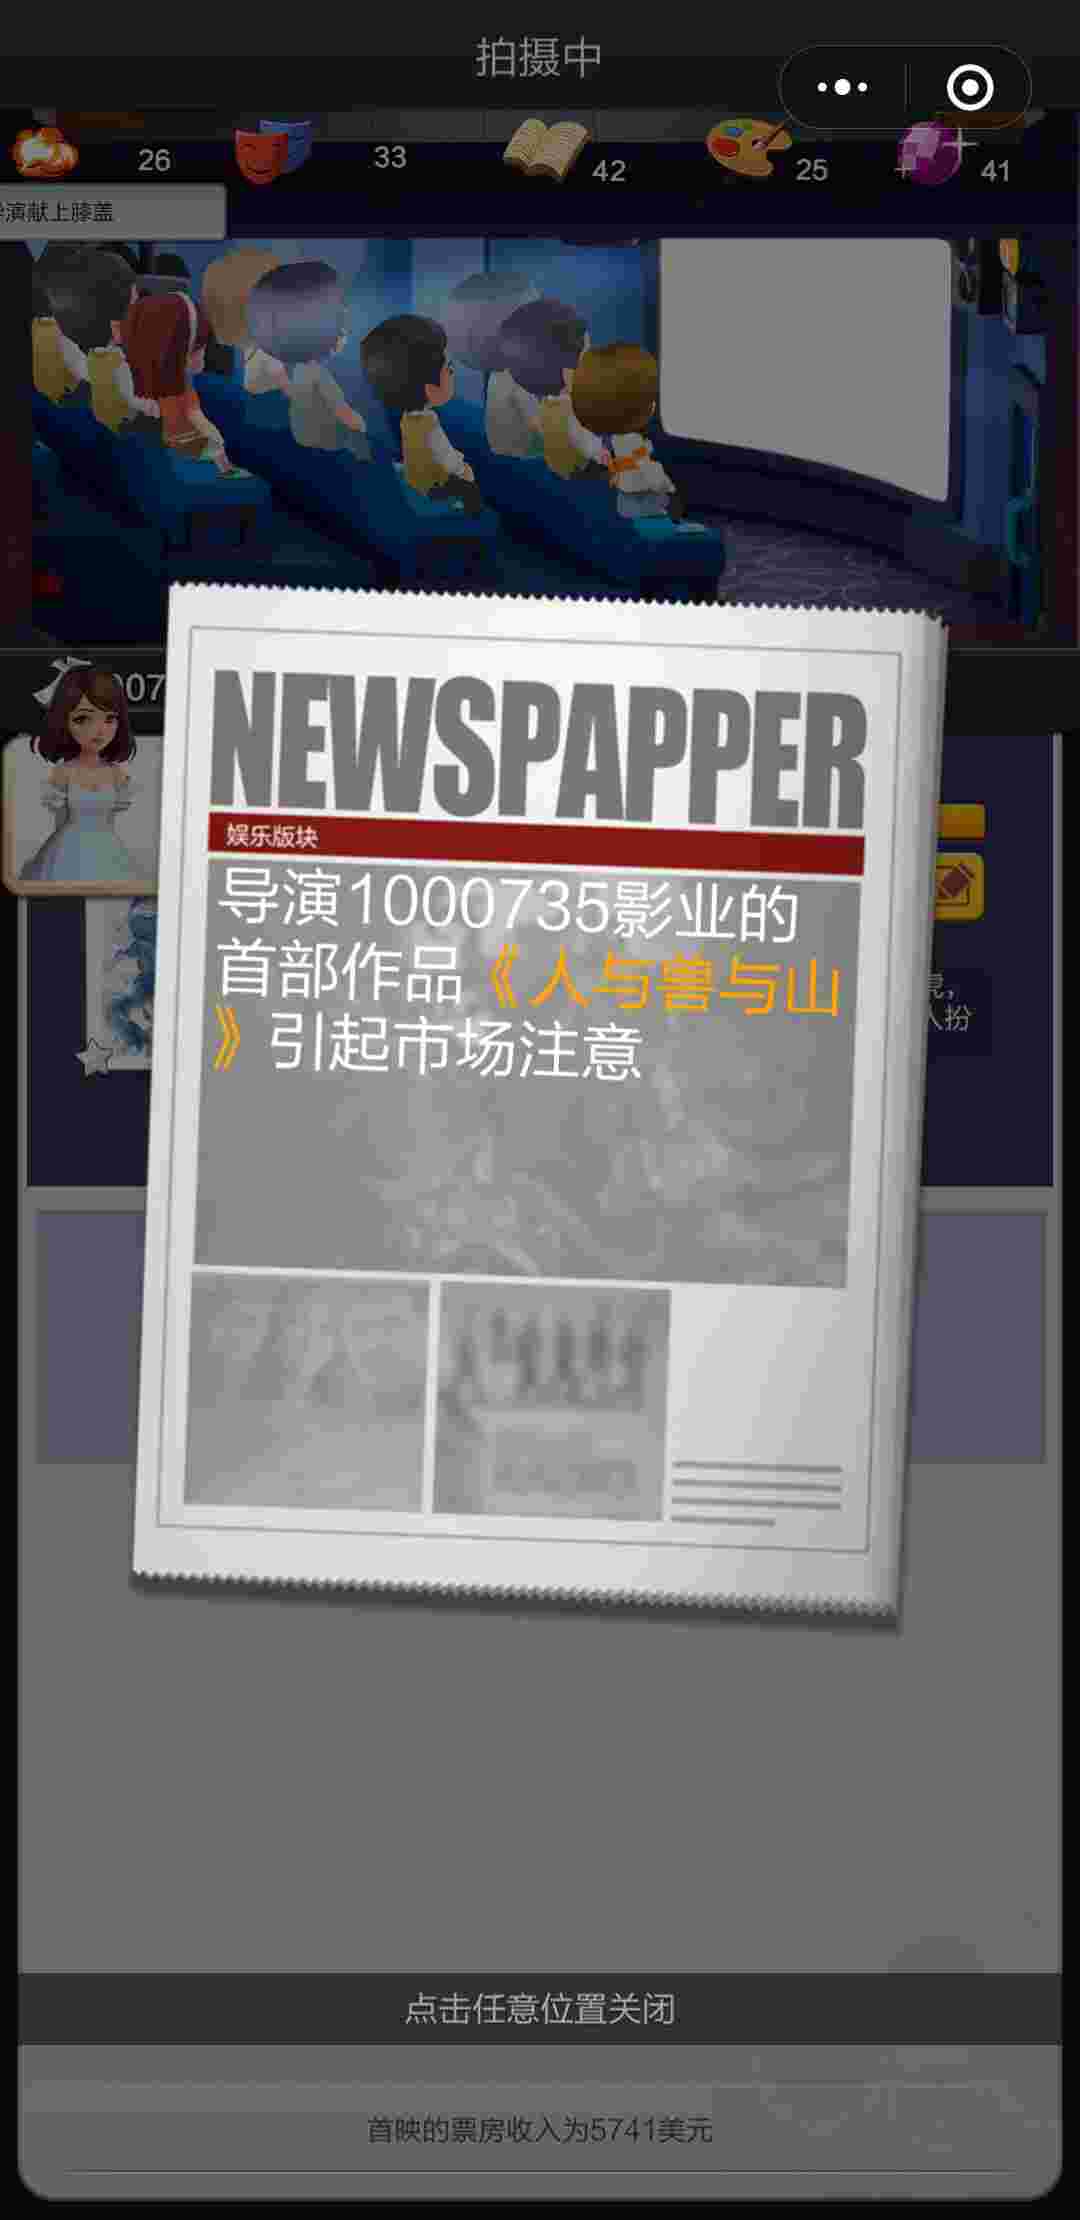 拍摄中
26
33
42
25
41
演献上膝盖
007
NEWSPAPPER
娱乐版块
导演1000735影业的
首部作品《人与兽与山
》引起市场注意
虎，
人扮
点击任意位置关闭
首映的票房收入为5741美元